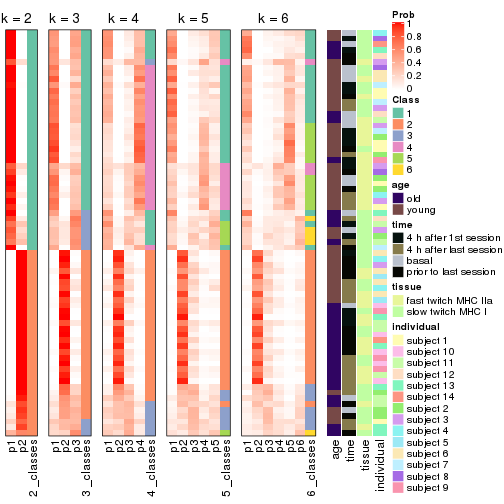 k = 2
k = 3
k = 4
k = 5
k = 6
p1
p2
2_classes
p1
p2
p3
3_classes
p1
p2
p3
p4
4_classes
p1
p2
p3
p4
p5
5_classes
p1
p2
p3
p4
p5
p6
6_classes
age
time
tissue
individual
Prob
1
0.8
0.6
0.4
0.2
0
Class
1
2
3
4
5
6
age
old
young
time
4 h after 1st session
4 h after last session
basal
prior to last session
tissue
fast twitch MHC IIa
slow twitch MHC I
individual
subject 1
subject 10
subject 11
subject 12
subject 13
subject 14
subject 2
subject 3
subject 4
subject 5
subject 6
subject 7
subject 8
subject 9